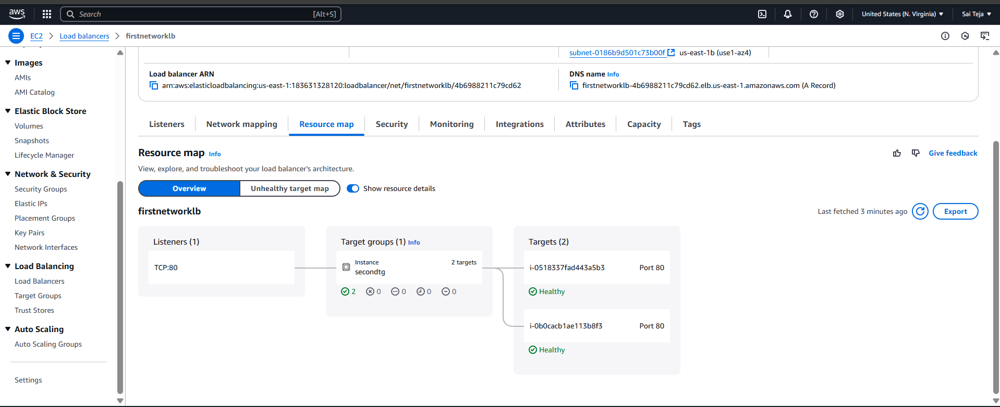 aws
Search [Alt+S]
United States (N. Virginia)
Sai Teja
EC2 > Load balancers > firstnetworklb
Images
AMIs
AMI Catalog
Elastic Block Store
Volumes
Snapshots
Lifecycle Manager
Network & Security
Security Groups
Elastic IPs
Placement Groups
Key Pairs
Network Interfaces
Load Balancing
Load Balancers
Target Groups
Trust Stores
Auto Scaling
Auto Scaling Groups
Settings
subnet-0186b9d501c73b00f us-east-1b (use1-az4)
Load balancer ARN
arn:aws:elasticloadbalancing:us-east-1:183631328120:loadbalancer/net/firstnetworklb/4b6988211c79cd62
DNS name Info
firstnetworklb-4b6988211c79cd62.elb.us-east-1.amazonaws.com (A Record)
Listeners Network mapping Resource map Security Monitoring Integrations Attributes Capacity Tags
Resource map Info
Give feedback
View, explore, and troubleshoot your load balancer's architecture.
Overview Unhealthy target map Show resource details
firstnetworklb
Last fetched 3 minutes ago
Export
Listeners (1)
TCP:80
Target groups (1) Info
Instance 2 targets
secondtg
2 0 0 0 0
Targets (2)
i-0518337fad443a5b3 Port 80
Healthy
i-0b0cacb1ae113b8f3 Port 80
Healthy